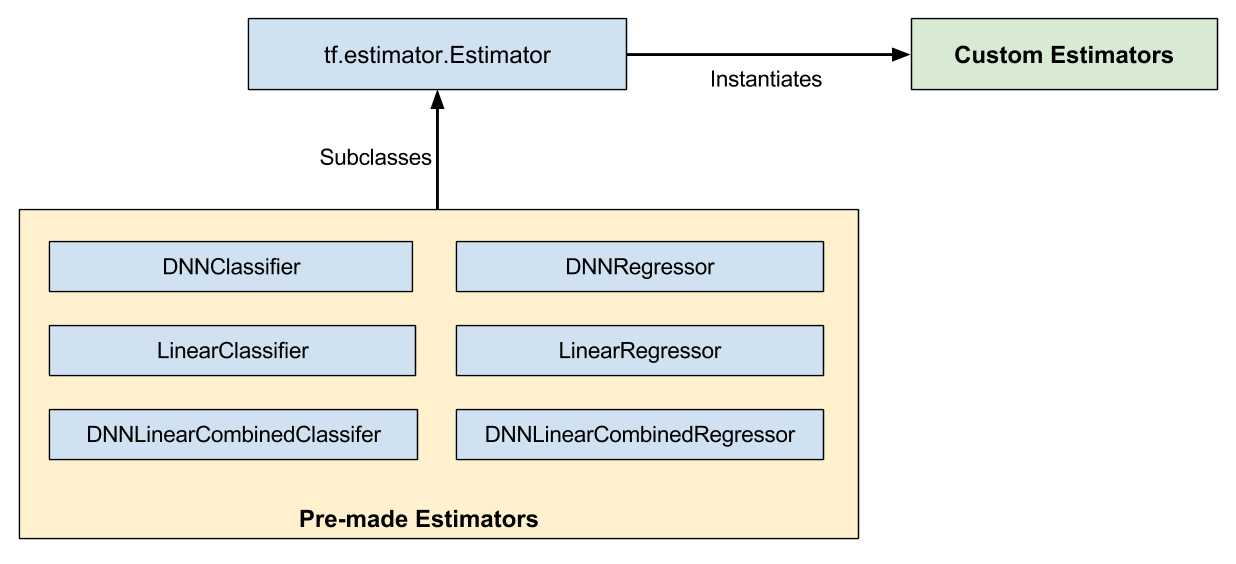 tf.estimator.Estimator
Custom Estimators
Instantiates
Subclasses
DNNClassifier
DNNRegressor
LinearClassifier
LinearRegressor
DNNLinearCombinedClassifer
DNNLinearCombinedRegressor
Pre-made Estimators